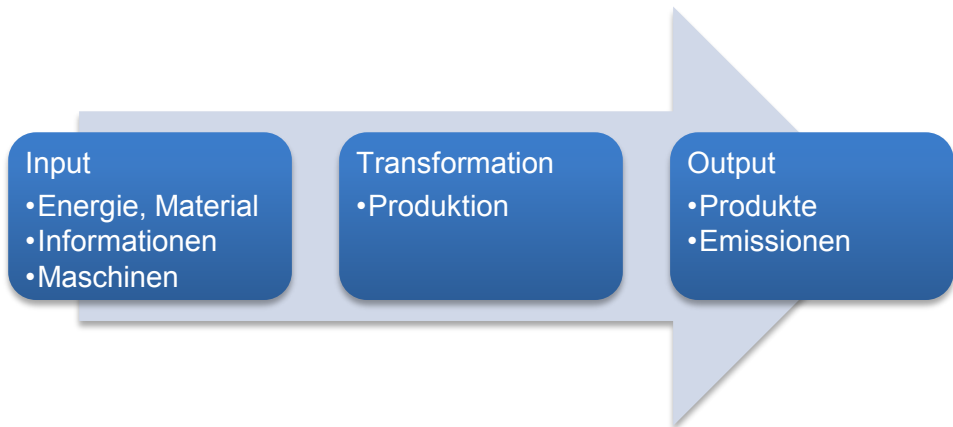 Input
•Energie, Material
•Informationen
•Maschinen
Transformation
•Produktion
Output
•Produkte
•Emissionen